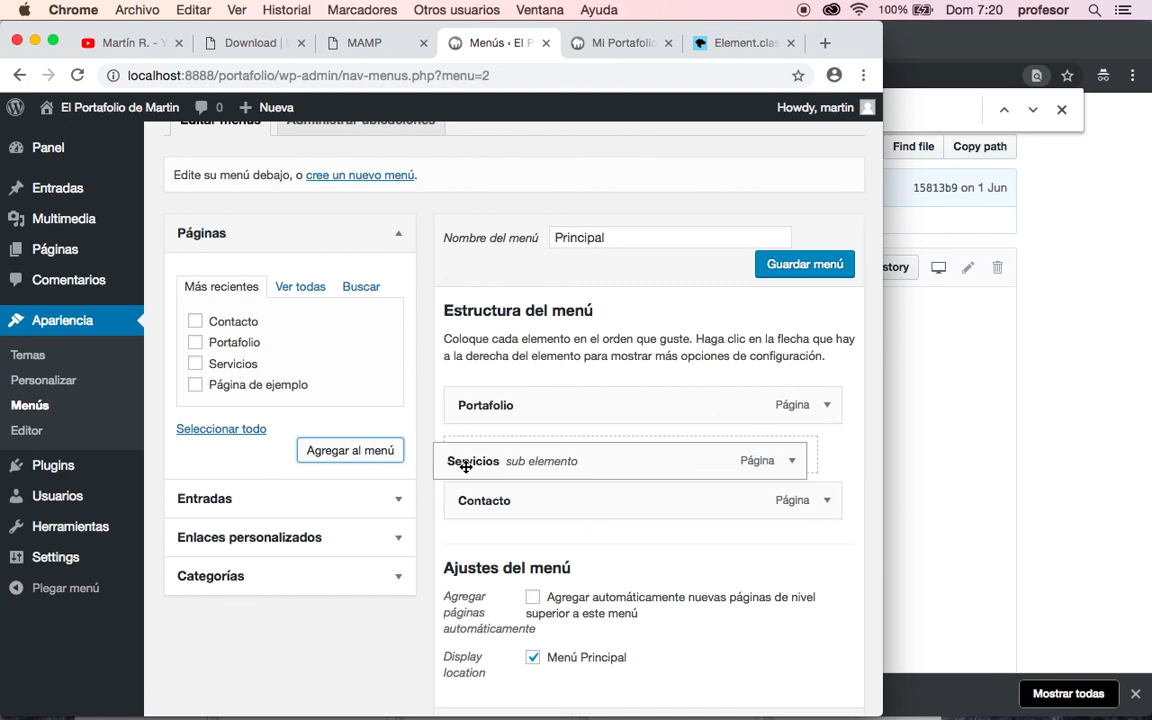 Chrome Archivo Editar Ver Historial Marcadores Otros usuarios Ventana Ayuda 100% Dom 7:20 profesor
Martín R. - Download | MAMP Menús ‹ El P Mi Portafolio Element.clas
localhost:8888/portafolio/wp-admin/nav-menus.php?menu=2
El Portafolio de Martin 0 + Nueva Howdy, martin
Editar menús Administrar ubicaciones
Find file Copy path
15813b9 on 1 Jun
story
Panel
Entradas
Multimedia
Páginas
Comentarios
Apariencia
Temas
Personalizar
Menús
Editor
Plugins
Usuarios
Herramientas
Settings
Plegar menú
Edite su menú debajo, o cree un nuevo menú.
Páginas
Más recientes Ver todas Buscar
Contacto
Portafolio
Servicios
Página de ejemplo
Seleccionar todo
Agregar al menú
Entradas
Enlaces personalizados
Categorías
Nombre del menú Principal
Guardar menú
Estructura del menú
Coloque cada elemento en el orden que guste. Haga clic en la flecha que hay
a la derecha del elemento para mostrar más opciones de configuración.
Portafolio Página
Servicios sub elemento Página
Contacto Página
Ajustes del menú
Agregar páginas automáticamente
Agregar automáticamente nuevas páginas de nivel
superior a este menú
Display location
Menú Principal
Mostrar todas